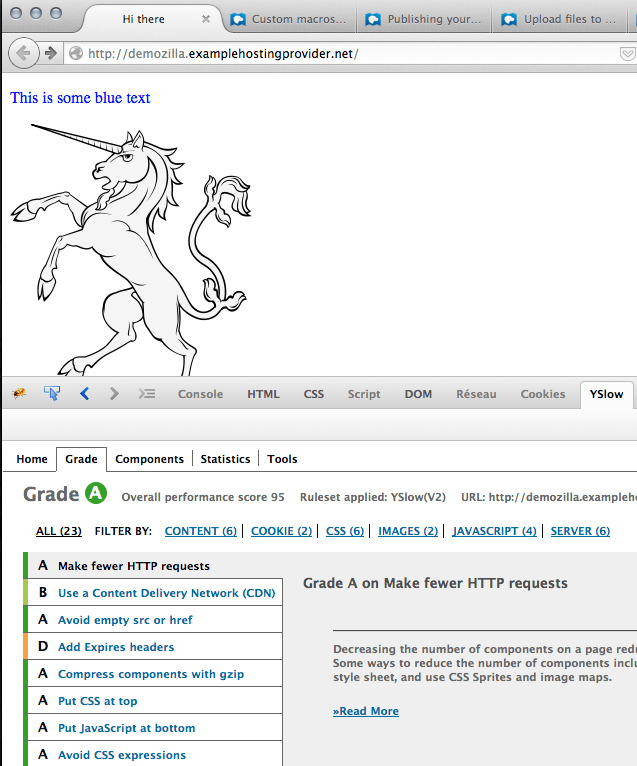 Hi there
Custom macros...
Publishing your...
Upload files to ...
http://demozilla.examplehostingprovider.net/
This is some blue text
Console HTML CSS Script DOM Réseau Cookies YSlow
Home Grade Components Statistics Tools
Grade A Overall performance score 95 Ruleset applied: YSlow(V2) URL: http://demozilla.exampleho
ALL (23) FILTER BY: CONTENT (6) COOKIE (2) CSS (6) IMAGES (2) JAVASCRIPT (4) SERVER (6)
A Make fewer HTTP requests
B Use a Content Delivery Network (CDN)
A Avoid empty src or href
D Add Expires headers
A Compress components with gzip
A Put CSS at top
A Put JavaScript at bottom
A Avoid CSS expressions
Grade A on Make fewer HTTP requests
Decreasing the number of components on a page red
Some ways to reduce the number of components inclu
style sheet, and use CSS Sprites and image maps.
»Read More